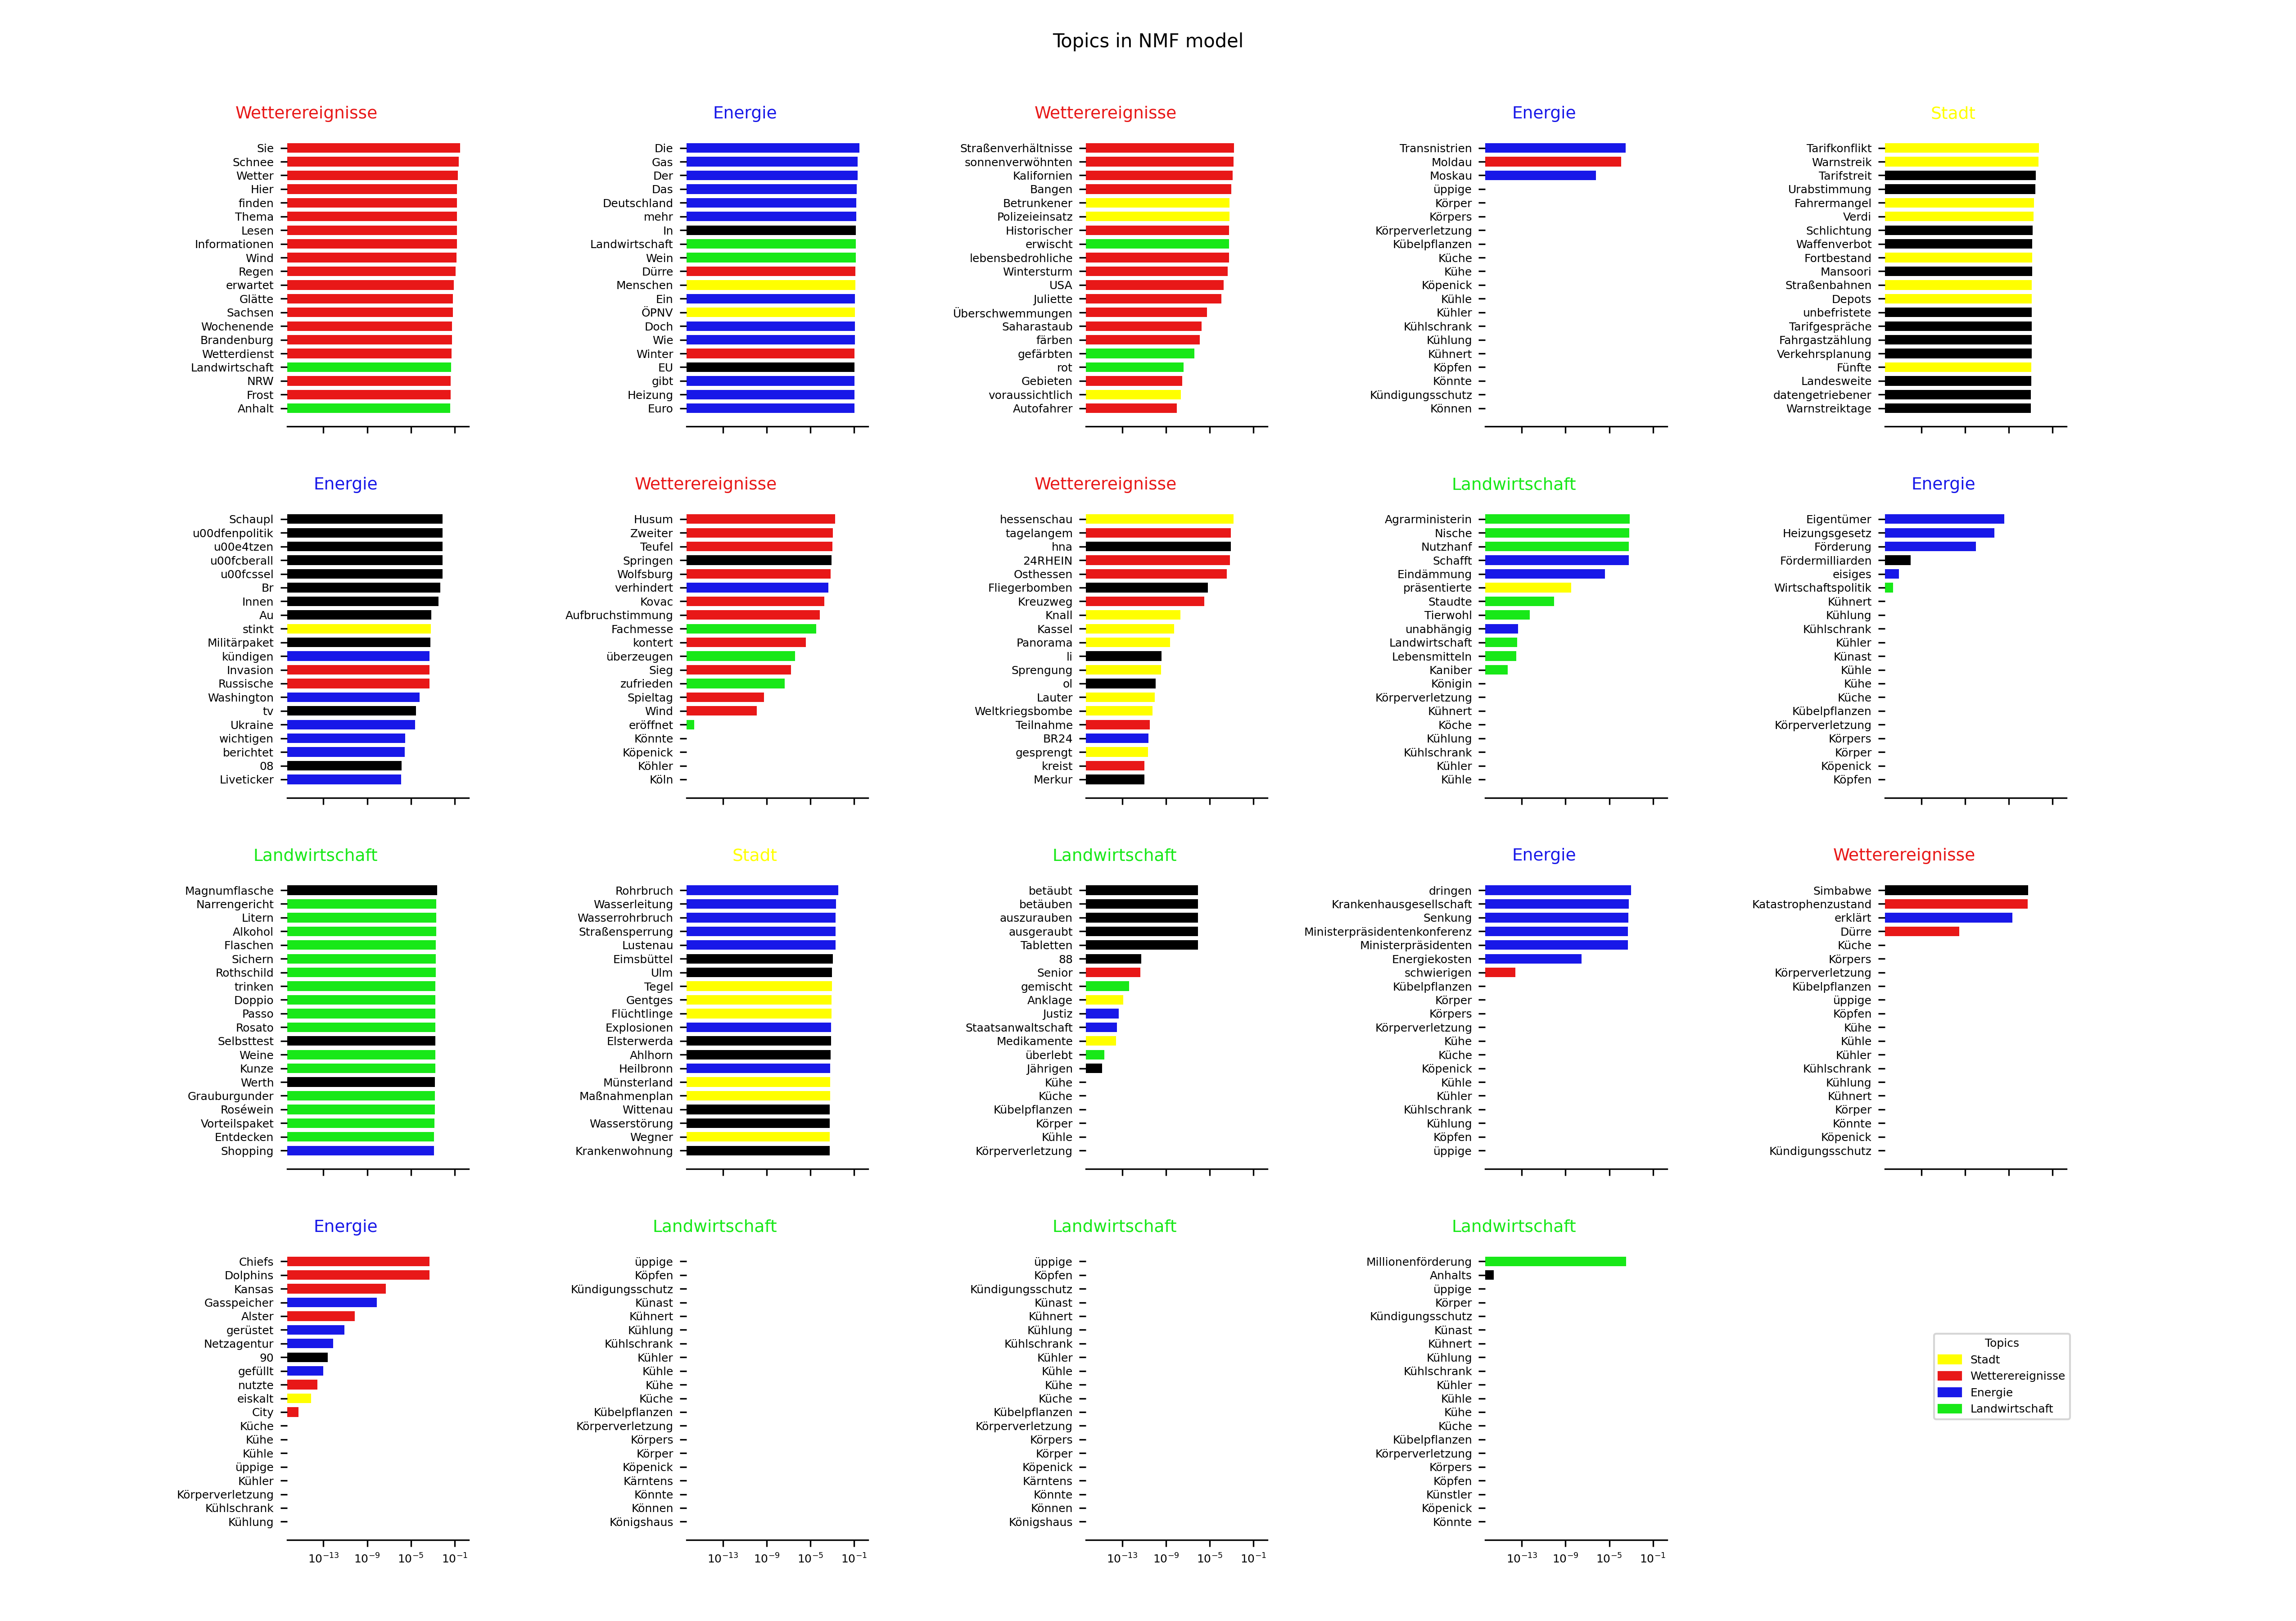 Topics in NMF model
Wetterereignisse
Sie
Schnee
Wetter
Hier
finden
Thema
Lesen
Informationen
Wind
Regen
erwartet
Glätte
Sachsen
Wochenende
Brandenburg
Wetterdienst
Landwirtschaft
NRW
Frost
Anhalt
Energie
Die
Gas
Der
Das
Deutschland
mehr
In
Landwirtschaft
Wein
Dürre
Menschen
Ein
ÖPNV
Doch
Wie
Winter
EU
gibt
Heizung
Euro
Wetterereignisse
Straßenverhältnisse
sonnenverwöhnten
Kalifornien
Bangen
Betrunkener
Polizeieinsatz
Historischer
erwischt
lebensbedrohliche
Wintersturm
USA
Juliette
Überschwemmungen
Saharastaub
färben
gefärbten
rot
Gebieten
voraussichtlich
Autofahrer
Energie
Transnistrien
Moldau
Moskau
üppige
Körper
Körpers
Körperverletzung
Kübelpflanzen
Küche
Kühe
Köpenick
Kühle
Kühler
Kühlschrank
Kühlung
Kühnert
Köpfen
Könnte
Kündigungsschutz
Können
Stadt
Tarifkonflikt
Warnstreik
Tarifstreit
Urabstimmung
Fahrermangel
Verdi
Schlichtung
Waffenverbot
Fortbestand
Mansoori
Straßenbahnen
Depots
unbefristete
Tarifgespräche
Fahrgastzählung
Verkehrsplanung
Fünfte
Landesweite
datengetriebener
Warnstreiktage
Energie
Schaupl
u00dfenpolitik
u00e4tzen
u00fcberall
u00fcssel
Br
Innen
Au
stinkt
Militärpaket
kündigen
Invasion
Russische
Washington
tv
Ukraine
wichtigen
berichtet
08
Liveticker
Wetterereignisse
Husum
Zweiter
Teufel
Springen
Wolfsburg
verhindert
Kovac
Aufbruchstimmung
Fachmesse
kontert
überzeugen
Sieg
zufrieden
Spieltag
Wind
eröffnet
Könnte
Köpenick
Köhler
Köln
Wetterereignisse
hessenschau
tagelangem
hna
24RHEIN
Osthessen
Fliegerbomben
Kreuzweg
Knall
Kassel
Panorama
li
Sprengung
ol
Lauter
Weltkriegsbombe
Teilnahme
BR24
gesprengt
kreist
Merkur
Landwirtschaft
Agrarministerin
Nische
Nutzhanf
Schafft
Eindämmung
präsentierte
Staudte
Tierwohl
unabhängig
Landwirtschaft
Lebensmitteln
Kaniber
Königin
Körperverletzung
Kühnert
Köche
Kühlung
Kühlschrank
Kühler
Kühle
Energie
Eigentümer
Heizungsgesetz
Förderung
Fördermilliarden
eisiges
Wirtschaftspolitik
Kühnert
Kühlung
Kühlschrank
Kühler
Künast
Kühle
Kühe
Küche
Kübelpflanzen
Körperverletzung
Körpers
Körper
Köpenick
Köpfen
Landwirtschaft
Magnumflasche
Narrengericht
Litern
Alkohol
Flaschen
Sichern
Rothschild
trinken
Doppio
Passo
Rosato
Selbsttest
Weine
Kunze
Werth
Grauburgunder
Roséwein
Vorteilspaket
Entdecken
Shopping
Stadt
Rohrbruch
Wasserleitung
Wasserrohrbruch
Straßensperrung
Lustenau
Eimsbüttel
Ulm
Tegel
Gentges
Flüchtlinge
Explosionen
Elsterwerda
Ahlhorn
Heilbronn
Münsterland
Maßnahmenplan
Wittenau
Wasserstörung
Wegner
Krankenwohnung
Landwirtschaft
betäubt
betäuben
auszurauben
ausgeraubt
Tabletten
88
Senior
gemischt
Anklage
Justiz
Staatsanwaltschaft
Medikamente
überlebt
Jährigen
Kühe
Küche
Kübelpflanzen
Körper
Kühle
Körperverletzung
Energie
dringen
Krankenhausgesellschaft
Senkung
Ministerpräsidentenkonferenz
Ministerpräsidenten
Energiekosten
schwierigen
Kübelpflanzen
Körper
Körpers
Körperverletzung
Kühe
Küche
Köpenick
Kühle
Kühler
Kühlschrank
Kühlung
Köpfen
üppige
Wetterereignisse
Simbabwe
Katastrophenzustand
erklärt
Dürre
Küche
Körpers
Körperverletzung
Kübelpflanzen
üppige
Köpfen
Kühe
Kühle
Kühler
Kühlschrank
Kühlung
Kühnert
Körper
Könnte
Köpenick
Kündigungsschutz
Energie
Chiefs
Dolphins
Kansas
Gasspeicher
Alster
gerüstet
Netzagentur
90
gefüllt
nutzte
eiskalt
City
Küche
Kühe
Kühle
üppige
Kühler
Körperverletzung
Kühlschrank
Kühlung
10⁻¹³ 10⁻⁹ 10⁻⁵ 10⁻¹
Landwirtschaft
üppige
Köpfen
Kündigungsschutz
Künast
Kühnert
Kühlung
Kühlschrank
Kühler
Kühle
Kühe
Küche
Kübelpflanzen
Körperverletzung
Körpers
Körper
Köpenick
Kärntens
Könnte
Können
Königshaus
10⁻¹³ 10⁻⁹ 10⁻⁵ 10⁻¹
Landwirtschaft
üppige
Köpfen
Kündigungsschutz
Künast
Kühnert
Kühlung
Kühlschrank
Kühler
Kühle
Kühe
Küche
Kübelpflanzen
Körperverletzung
Körpers
Körper
Köpenick
Kärntens
Könnte
Können
Königshaus
10⁻¹³ 10⁻⁹ 10⁻⁵ 10⁻¹
Landwirtschaft
Millionenförderung
Anhalts
üppige
Körper
Kündigungsschutz
Künast
Kühnert
Kühlung
Kühlschrank
Kühler
Kühle
Kühe
Küche
Kübelpflanzen
Körperverletzung
Körpers
Köpfen
Künstler
Köpenick
Könnte
10⁻¹³ 10⁻⁹ 10⁻⁵ 10⁻¹
Topics
Stadt
Wetterereignisse
Energie
Landwirtschaft